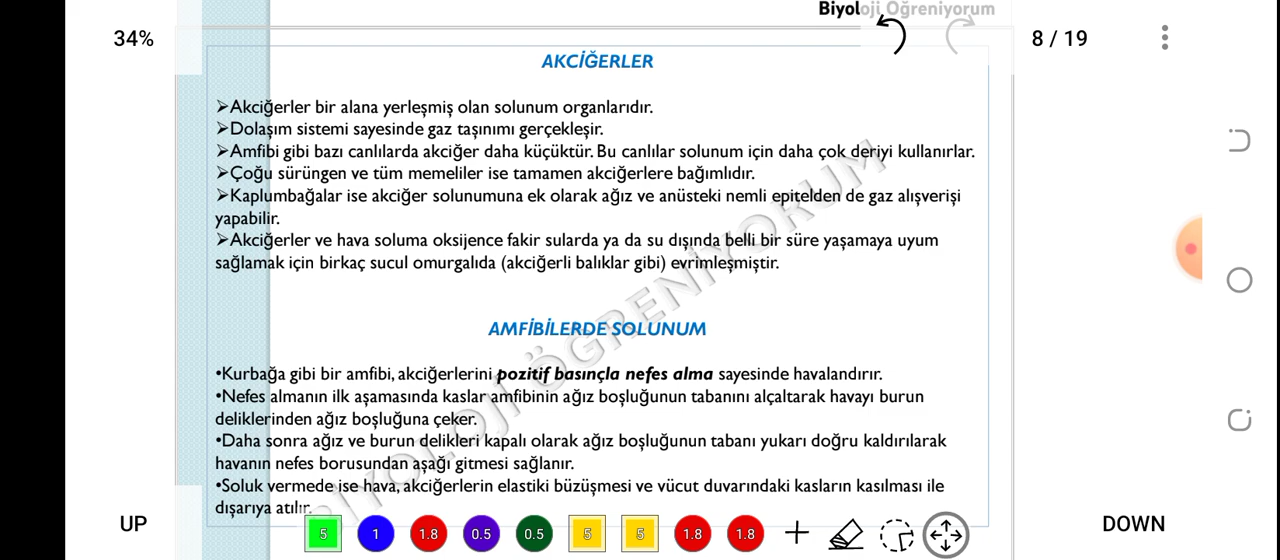 Biyoloji Öğreniyorum
34%
8 / 19
AKCİĞERLER
➢Akciğerler bir alana yerleşmiş olan solunum organlarıdır.
➢Dolaşım sistemi sayesinde gaz taşınımı gerçekleşir.
➢Amfibi gibi bazı canlılarda akciğer daha küçüktür. Bu canlılar solunum için daha çok deriyi kullanırlar.
➢Çoğu sürüngen ve tüm memeliler ise tamamen akciğerlere bağımlıdır.
➢Kaplumbağalar ise akciğer solunumuna ek olarak ağız ve anüsteki nemli epitelden de gaz alışverişi
yapabilir.
➢Akciğerler ve hava soluma oksijence fakir sularda ya da su dışında belli bir süre yaşamaya uyum
sağlamak için birkaç sucul omurgalıda (akciğerli balıklar gibi) evrimleşmiştir.
BİYOLOJİ ÖĞRENİYORUM
AMFİBİLERDE SOLUNUM
•Kurbağa gibi bir amfibi, akciğerlerini pozitif basınçla nefes alma sayesinde havalandırır.
•Nefes almanın ilk aşamasında kaslar amfibinin ağız boşluğunun tabanını alçaltarak havayı burun
deliklerinden ağız boşluğuna çeker.
•Daha sonra ağız ve burun delikleri kapalı olarak ağız boşluğunun tabanı yukarı doğru kaldırılarak
havanın nefes borusundan aşağı gitmesi sağlanır.
•Soluk vermede ise hava, akciğerlerin elastiki büzüşmesi ve vücut duvarındaki kasların kasılması ile
dışarıya atılır.
UP
5 1 1.8 0.5 0.5 5 5 1.8 1.8
DOWN